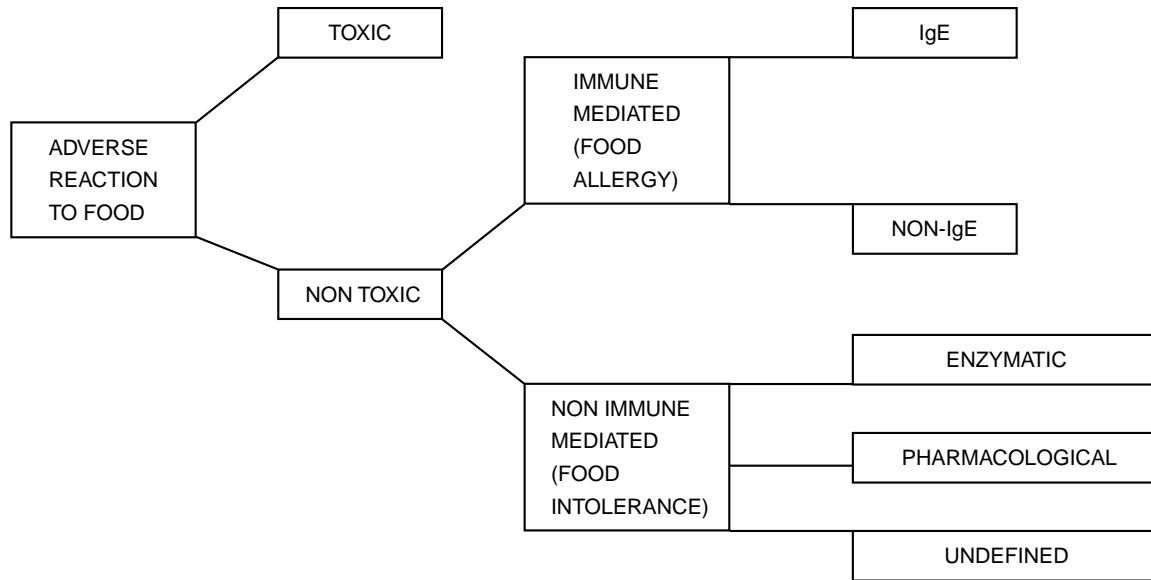 TOXIC
IgE
IMMUNE
MEDIATED
(FOOD
ALLERGY)
ADVERSE
REACTION
TO FOOD
NON-IgE
NON TOXIC
ENZYMATIC
NON IMMUNE
MEDIATED
(FOOD
INTOLERANCE)
PHARMACOLOGICAL
UNDEFINED